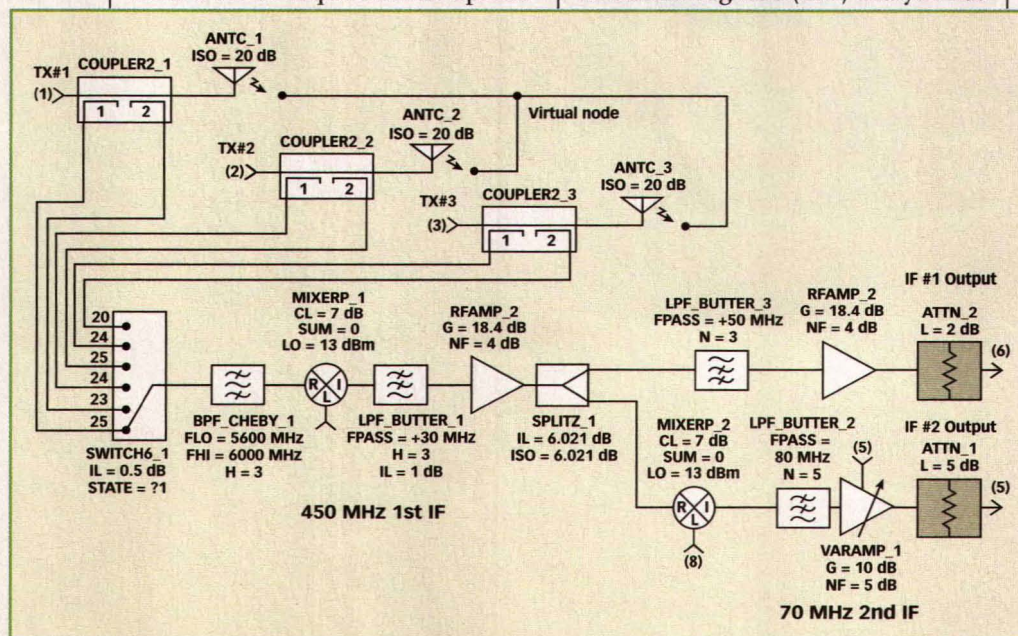 ANTC_1
ISO = 20 dB
COUPLER2_1
TX#1
(1)
1 2
Virtual node
ANTC_2
ISO = 20 dB
COUPLER2_2
TX#2
(2)
1 2
ANTC_3
ISO = 20 dB
COUPLER2_3
TX#3
(3)
1 2
20
24
25
24
23
25
SWITCH6_1
IL = 0.5 dB
STATE = ?1
BPF_CHEBY_1
FLO = 5600 MHz
FHI = 6000 MHz
H = 3
MIXERP_1
CL = 7 dB
SUM = 0
LO = 13 dBm
R I
L
LPF_BUTTER_1
FPASS = +30 MHz
H = 3
IL = 1 dB
450 MHz 1st IF
RFAMP_2
G = 18.4 dB
NF = 4 dB
SPLITZ_1
IL = 6.021 dB
ISO = 6.021 dB
LPF_BUTTER_3
FPASS = +50 MHz
N = 3
RFAMP_2
G = 18.4 dB
NF = 4 dB
IF #1 Output
ATTN_2
L = 2 dB
(6)
MIXERP_2
CL = 7 dB
SUM = 0
LO = 13 dBm
R I
L
(8)
LPF_BUTTER_2
FPASS =
80 MHz
N = 5
(5)
VARAMP_1
G = 10 dB
NF = 5 dB
IF #2 Output
ATTN_1
L = 5 dB
(5)
70 MHz 2nd IF